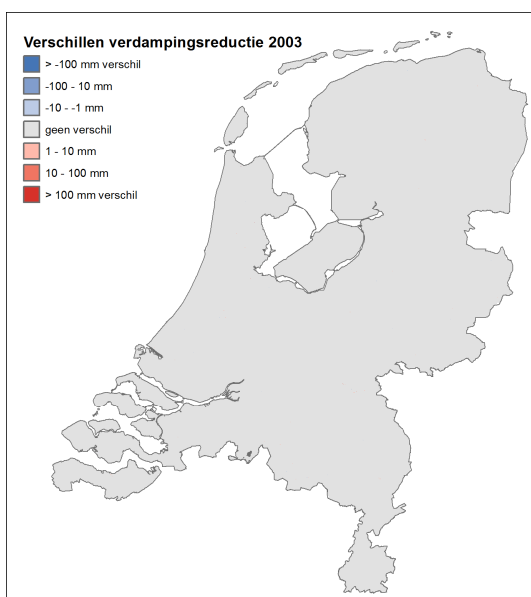 Verschillen verdampingsreductie 2003
> -100 mm verschil
-100 - 10 mm
-10 - -1 mm
geen verschil
1 - 10 mm
10 - 100 mm
> 100 mm verschil